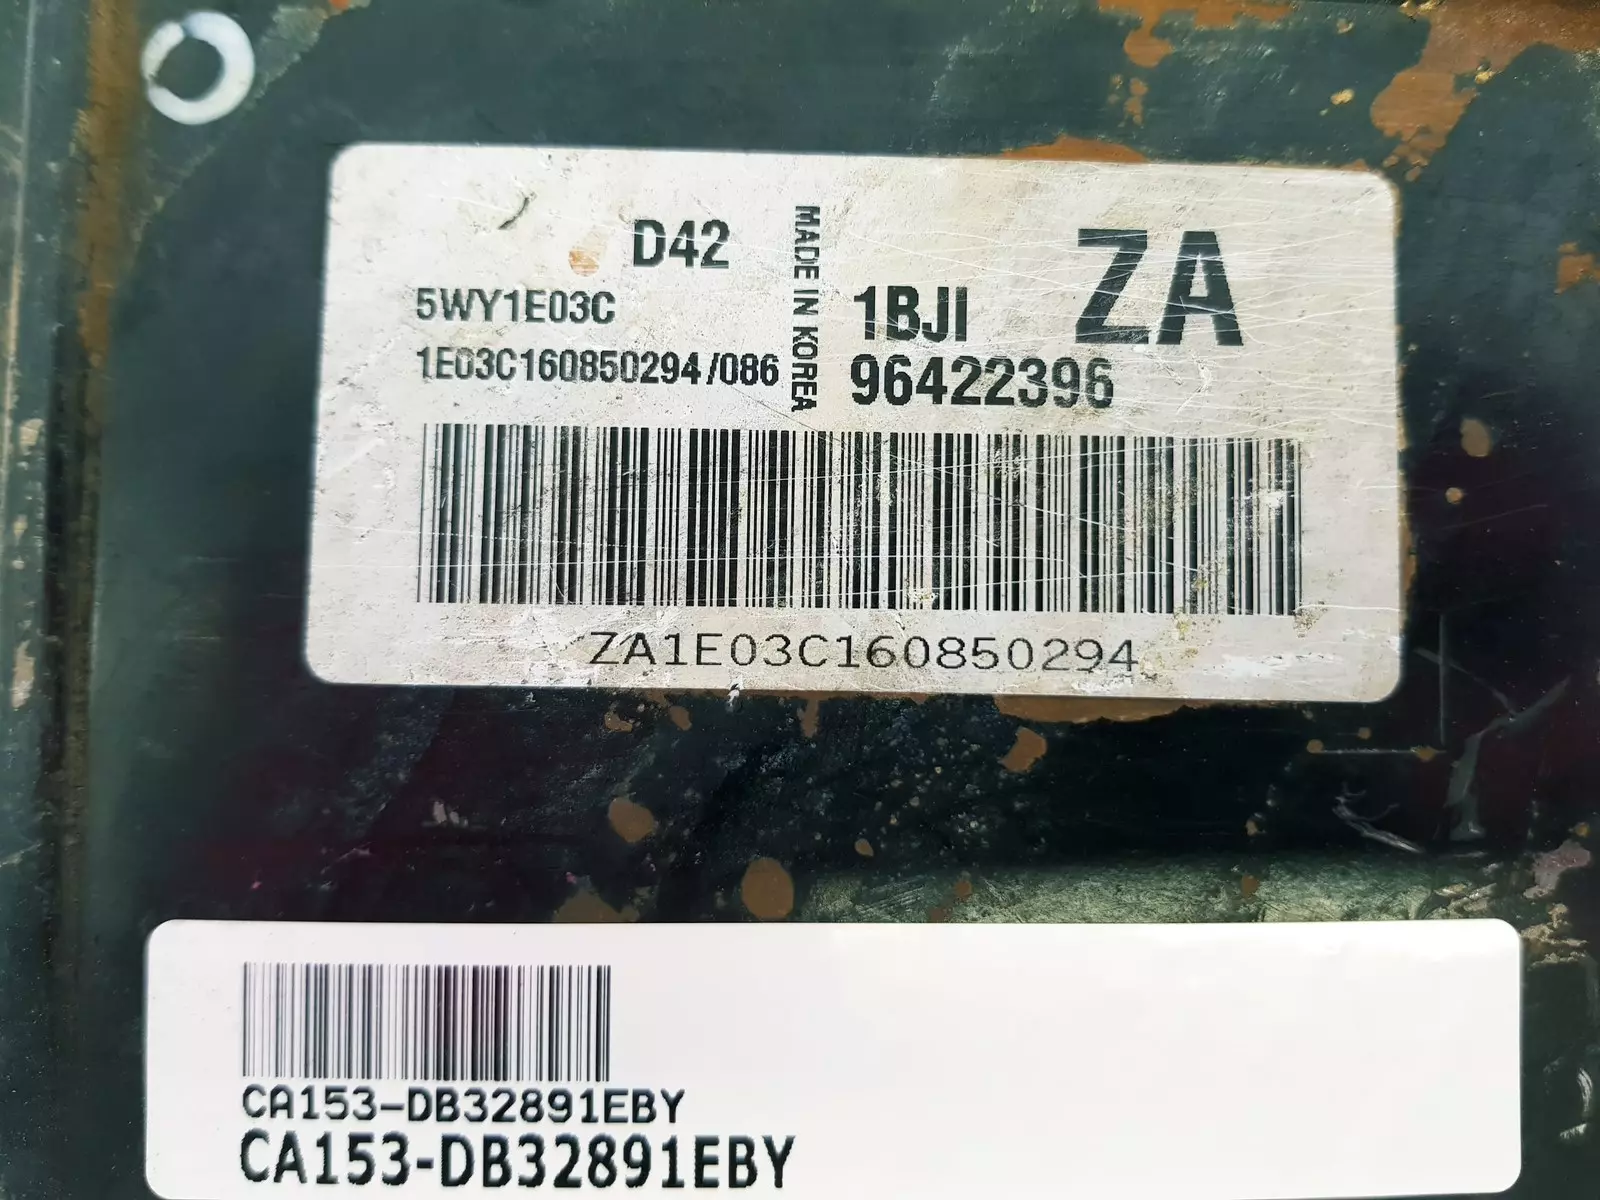 D42
5WY1E03C
1E03C160850294/086
MADE IN KOREA
ZA
1BJI
96422396
ZA1E03C160850294
CA153-DB32891EBY
CA153-DB32891EBY